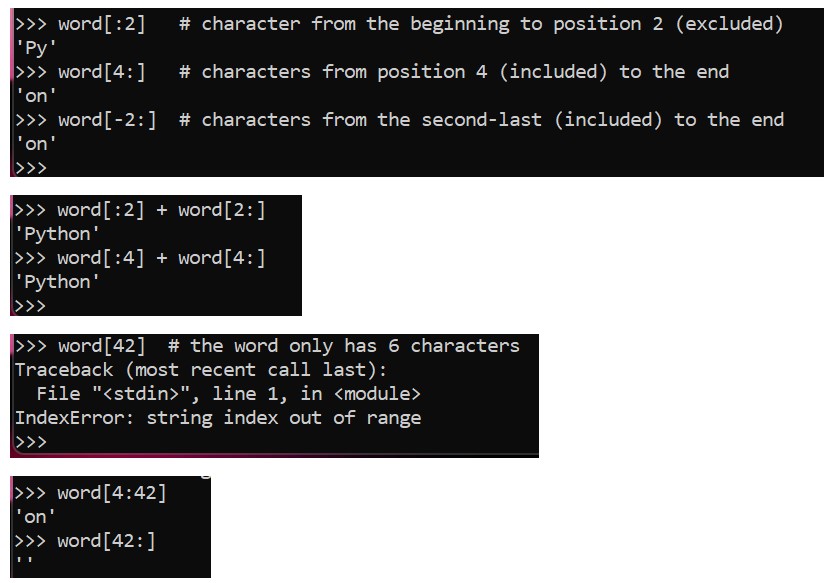 >>> word[:2]   # character from the beginning to position 2 (excluded)
'Py'
>>> word[4:]   # characters from position 4 (included) to the end
'on'
>>> word[-2:]  # characters from the second-last (included) to the end
'on'
>>>
>>> word[:2] + word[2:]
'Python'
>>> word[:4] + word[4:]
'Python'
>>>
>>> word[42]  # the word only has 6 characters
Traceback (most recent call last):
  File "<stdin>", line 1, in <module>
IndexError: string index out of range
>>>
>>> word[4:42]
'on'
>>> word[42:]
''